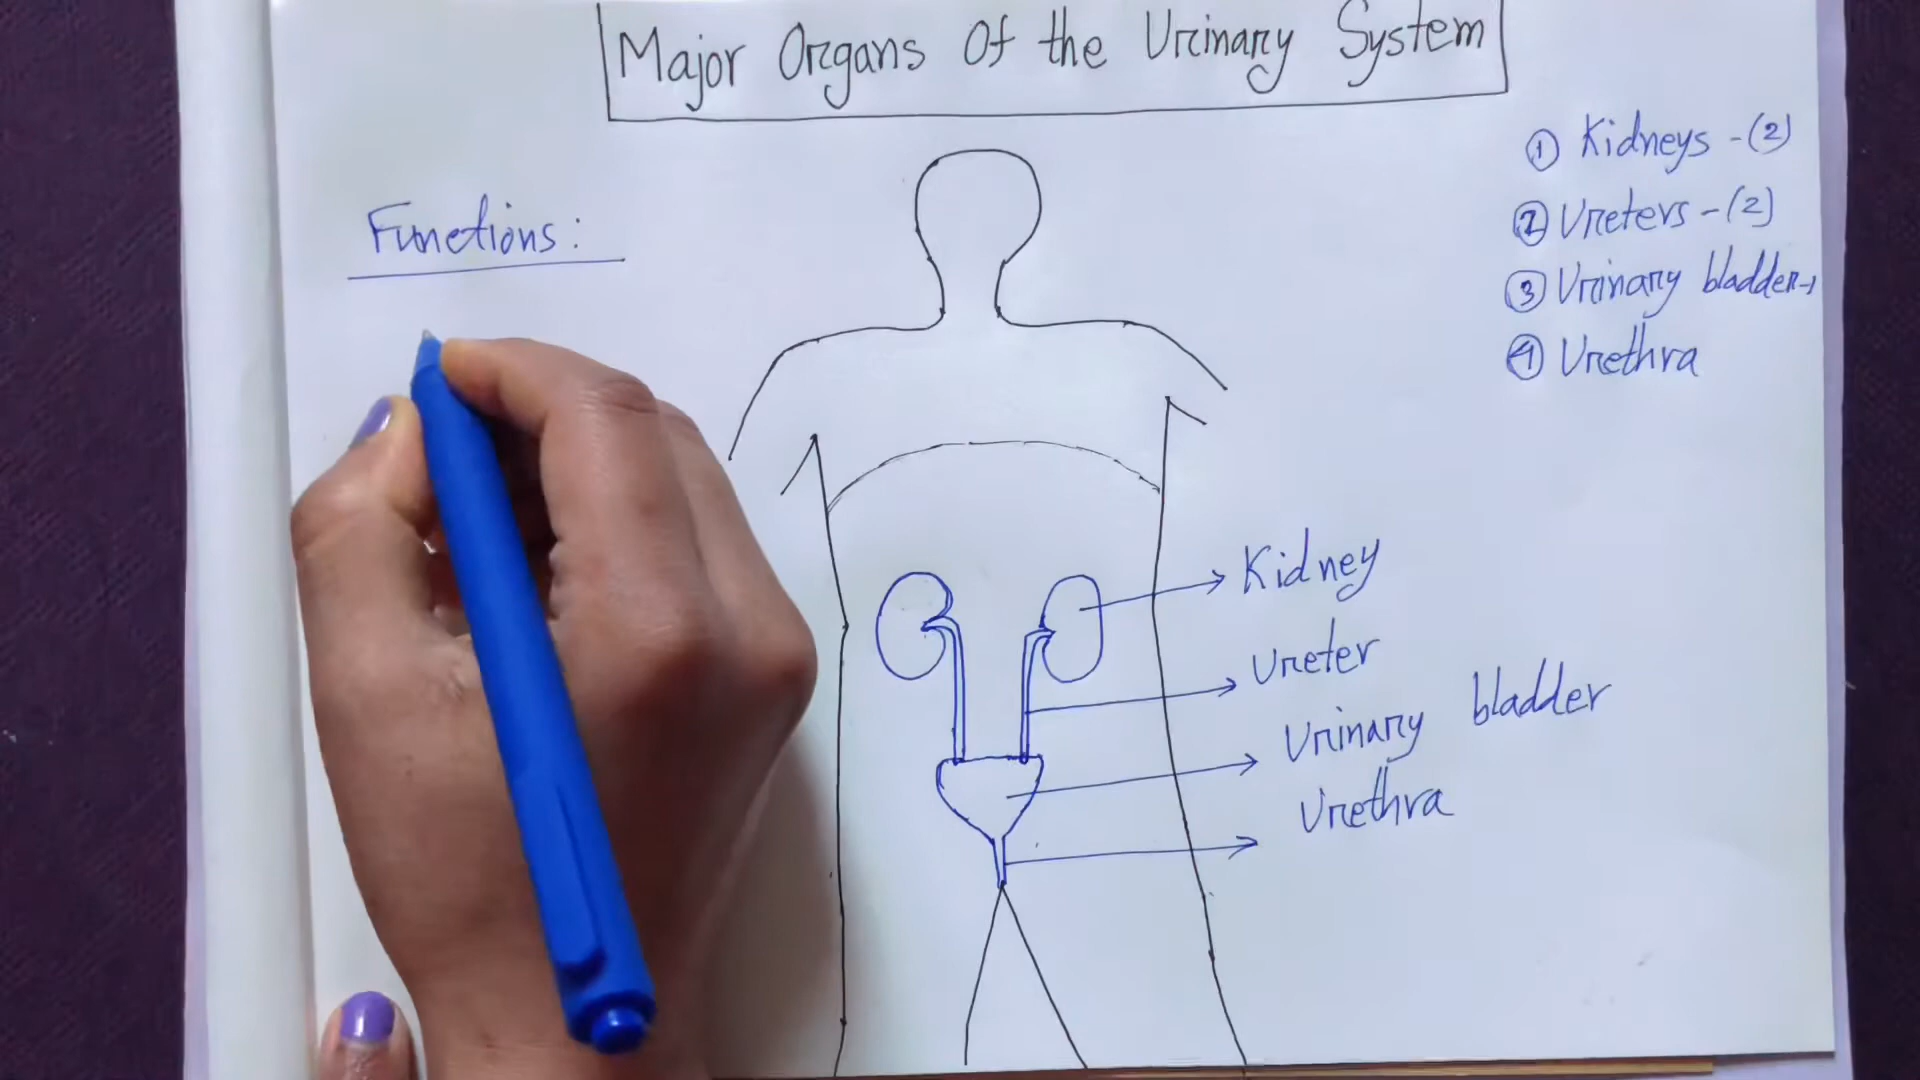 Major Organs Of the Urinary System
Functions:
① Kidneys - (2)
② Ureters - (2)
③ Urinary bladder - 1
④ Urethra
Kidney
Ureter
Urinary bladder
Urethra